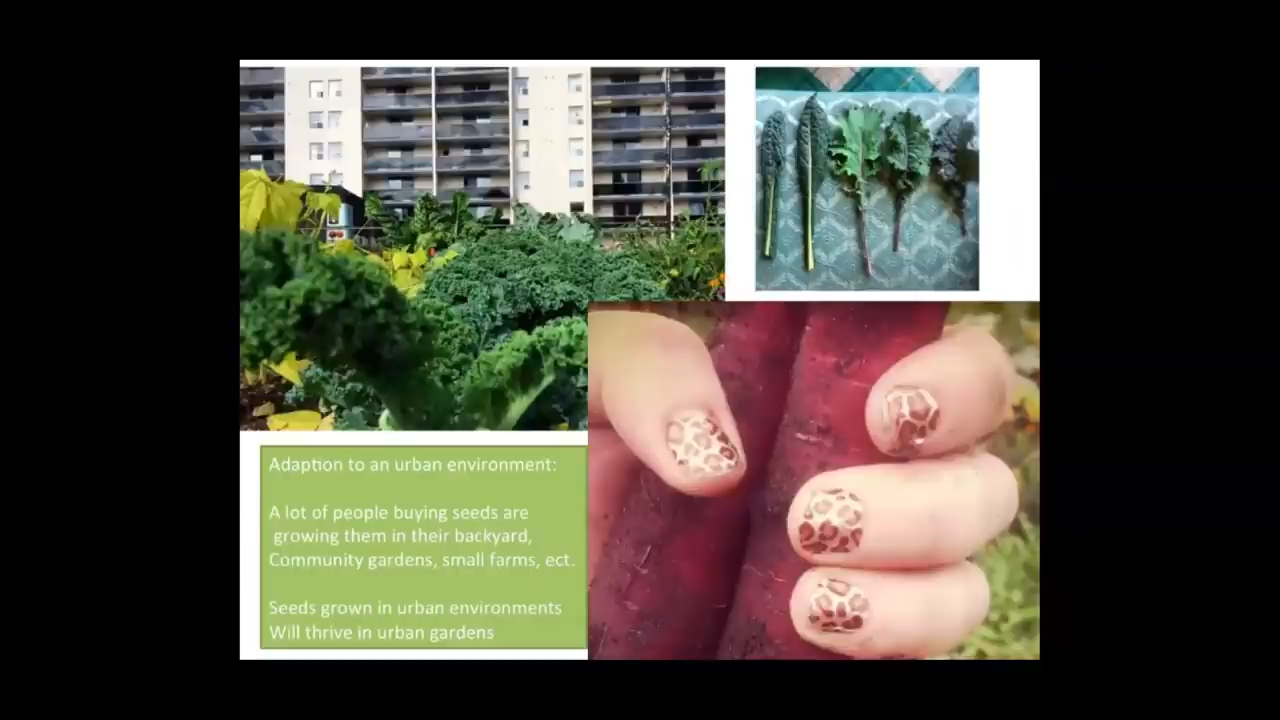 Adaption to an urban environment:
A lot of people buying seeds are
growing them in their backyard,
Community gardens, small farms, ect.
Seeds grown in urban environments
Will thrive in urban gardens